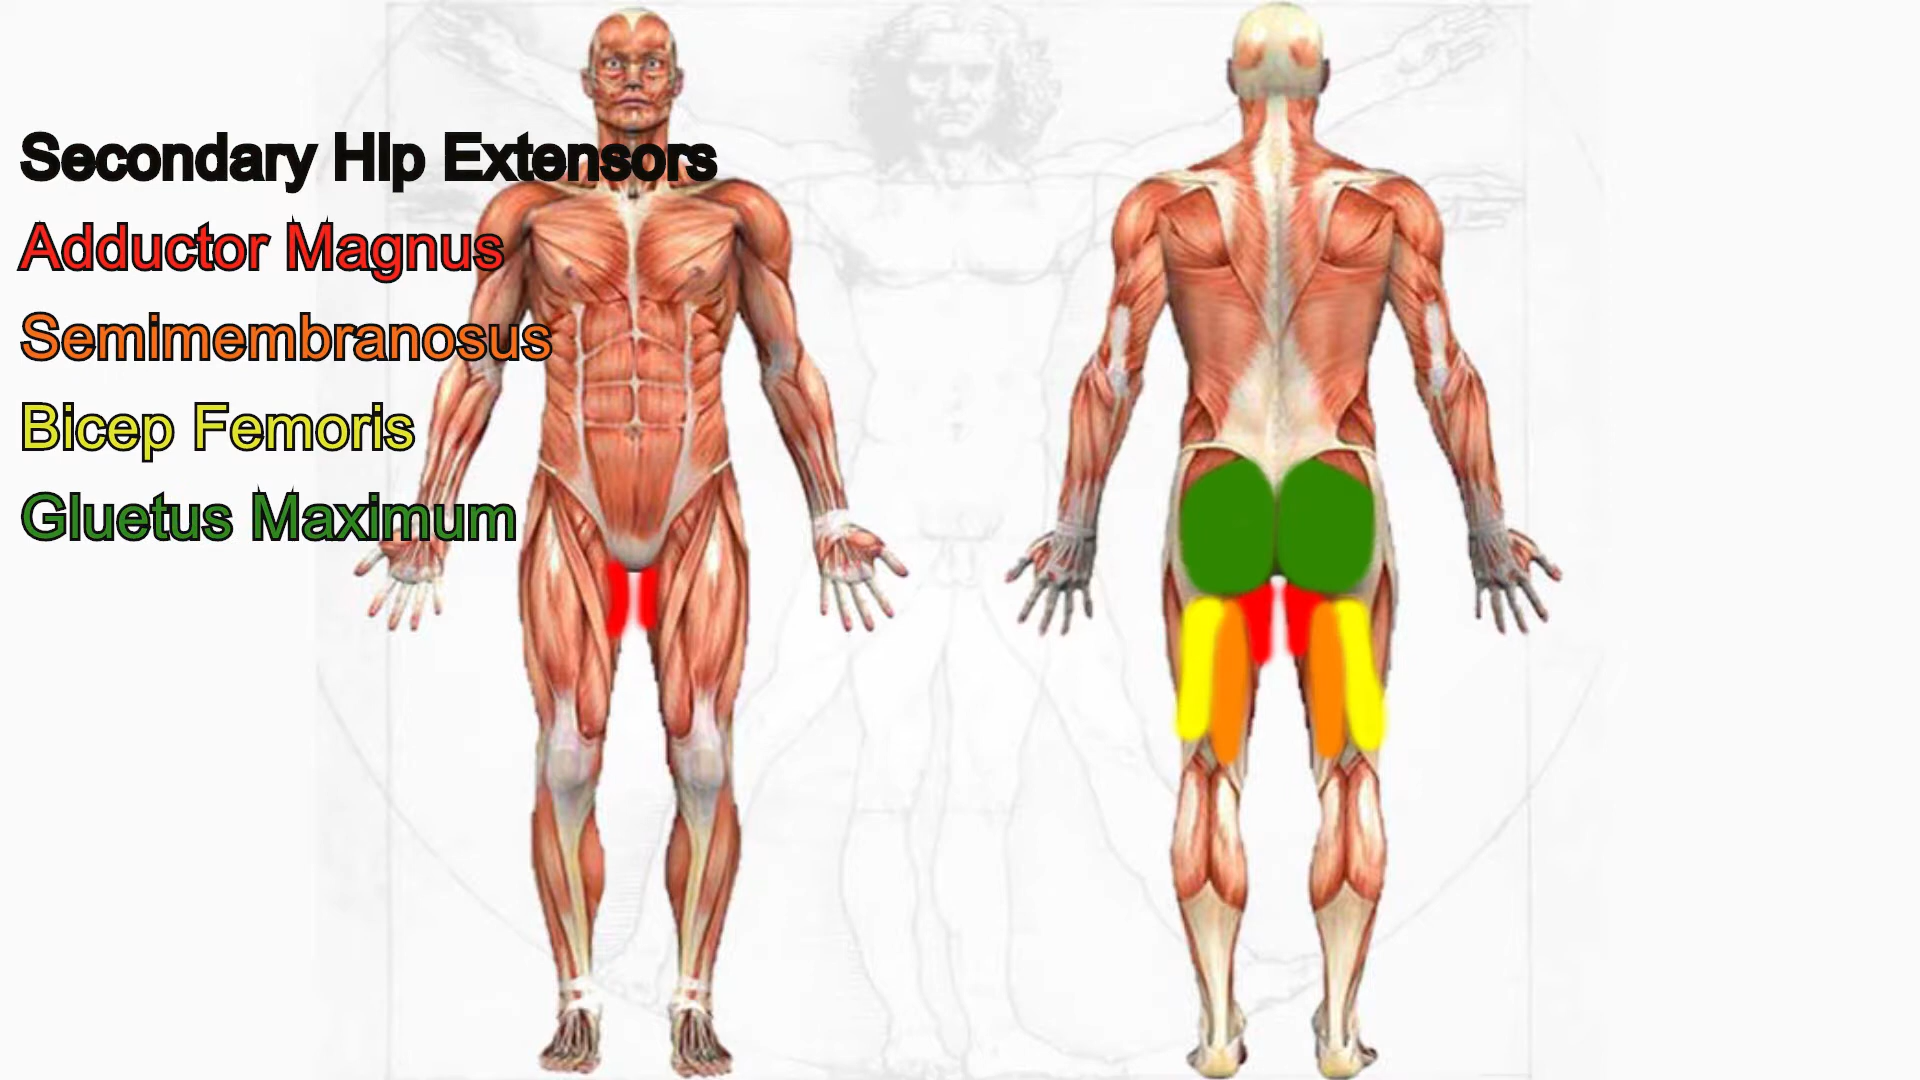 Secondary HIp Extensors
Adductor Magnus
Semimembranosus
Bicep Femoris
Gluetus Maximum